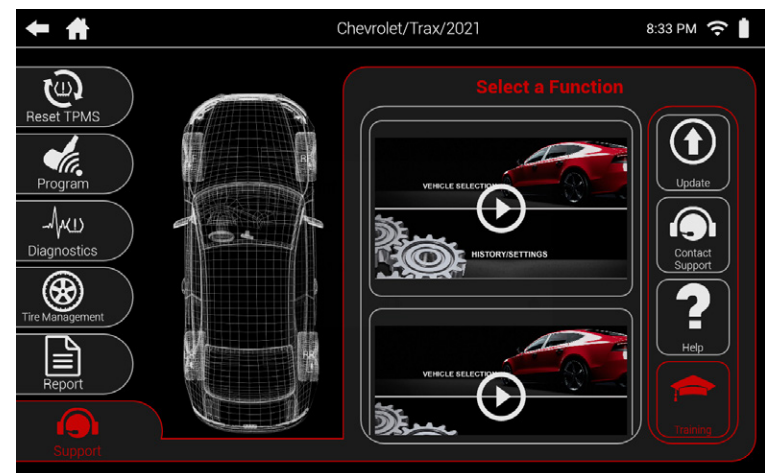 Chevrolet/Trax/2021
8:33 PM
Reset TPMS
Program
Diagnostics
Tire Management
Report
Support
Select a Function
VEHICLE SELECTION
HISTORY/SETTINGS
VEHICLE SELECTION
Update
Contact
Support
Help
Training